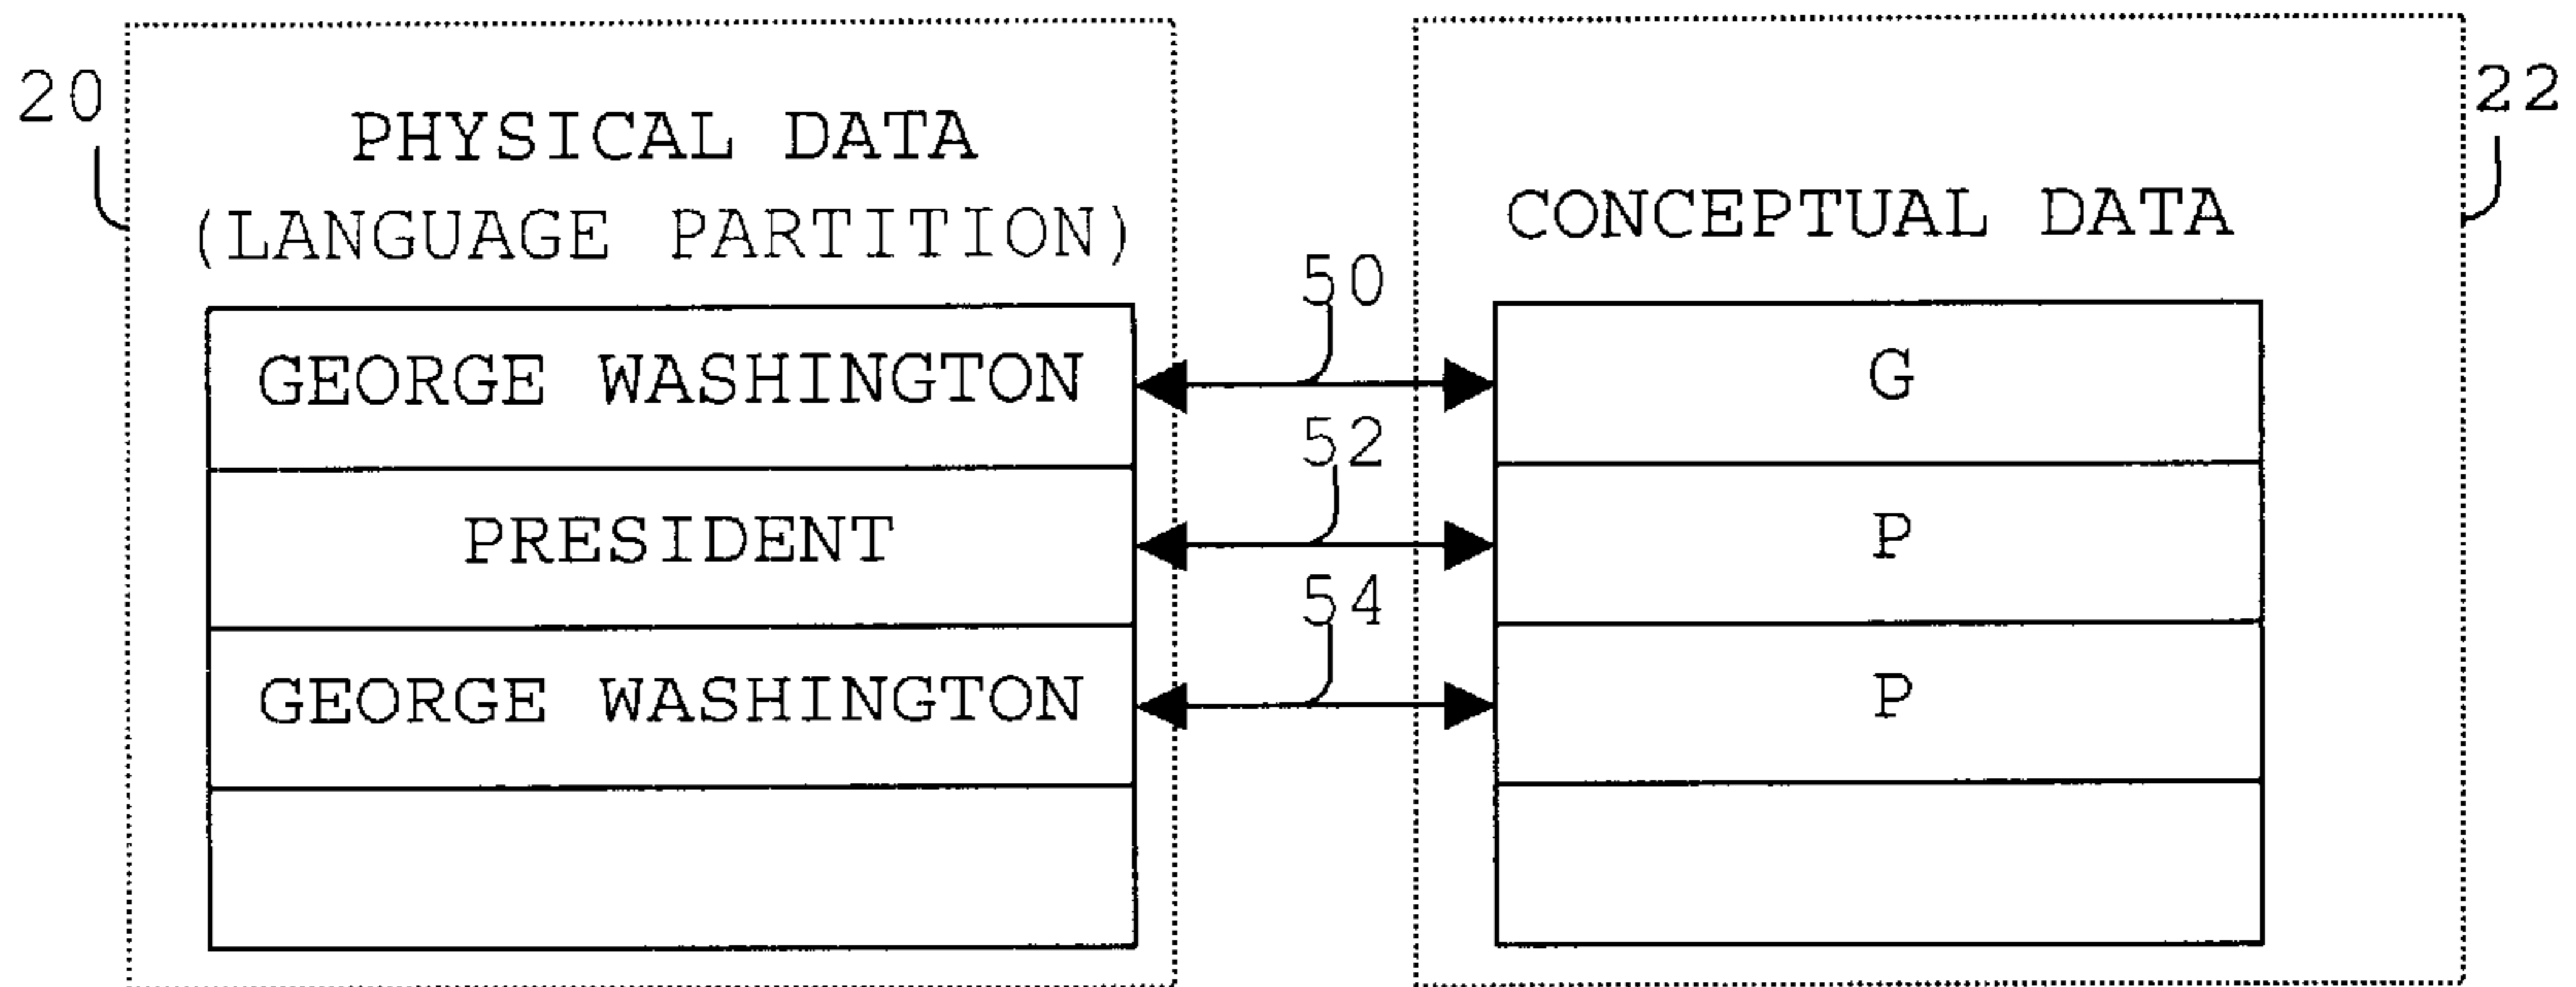 20
22
PHYSICAL DATA
(LANGUAGE PARTITION)
CONCEPTUAL DATA
50
GEORGE WASHINGTON
G
52
PRESIDENT
P
54
GEORGE WASHINGTON
P